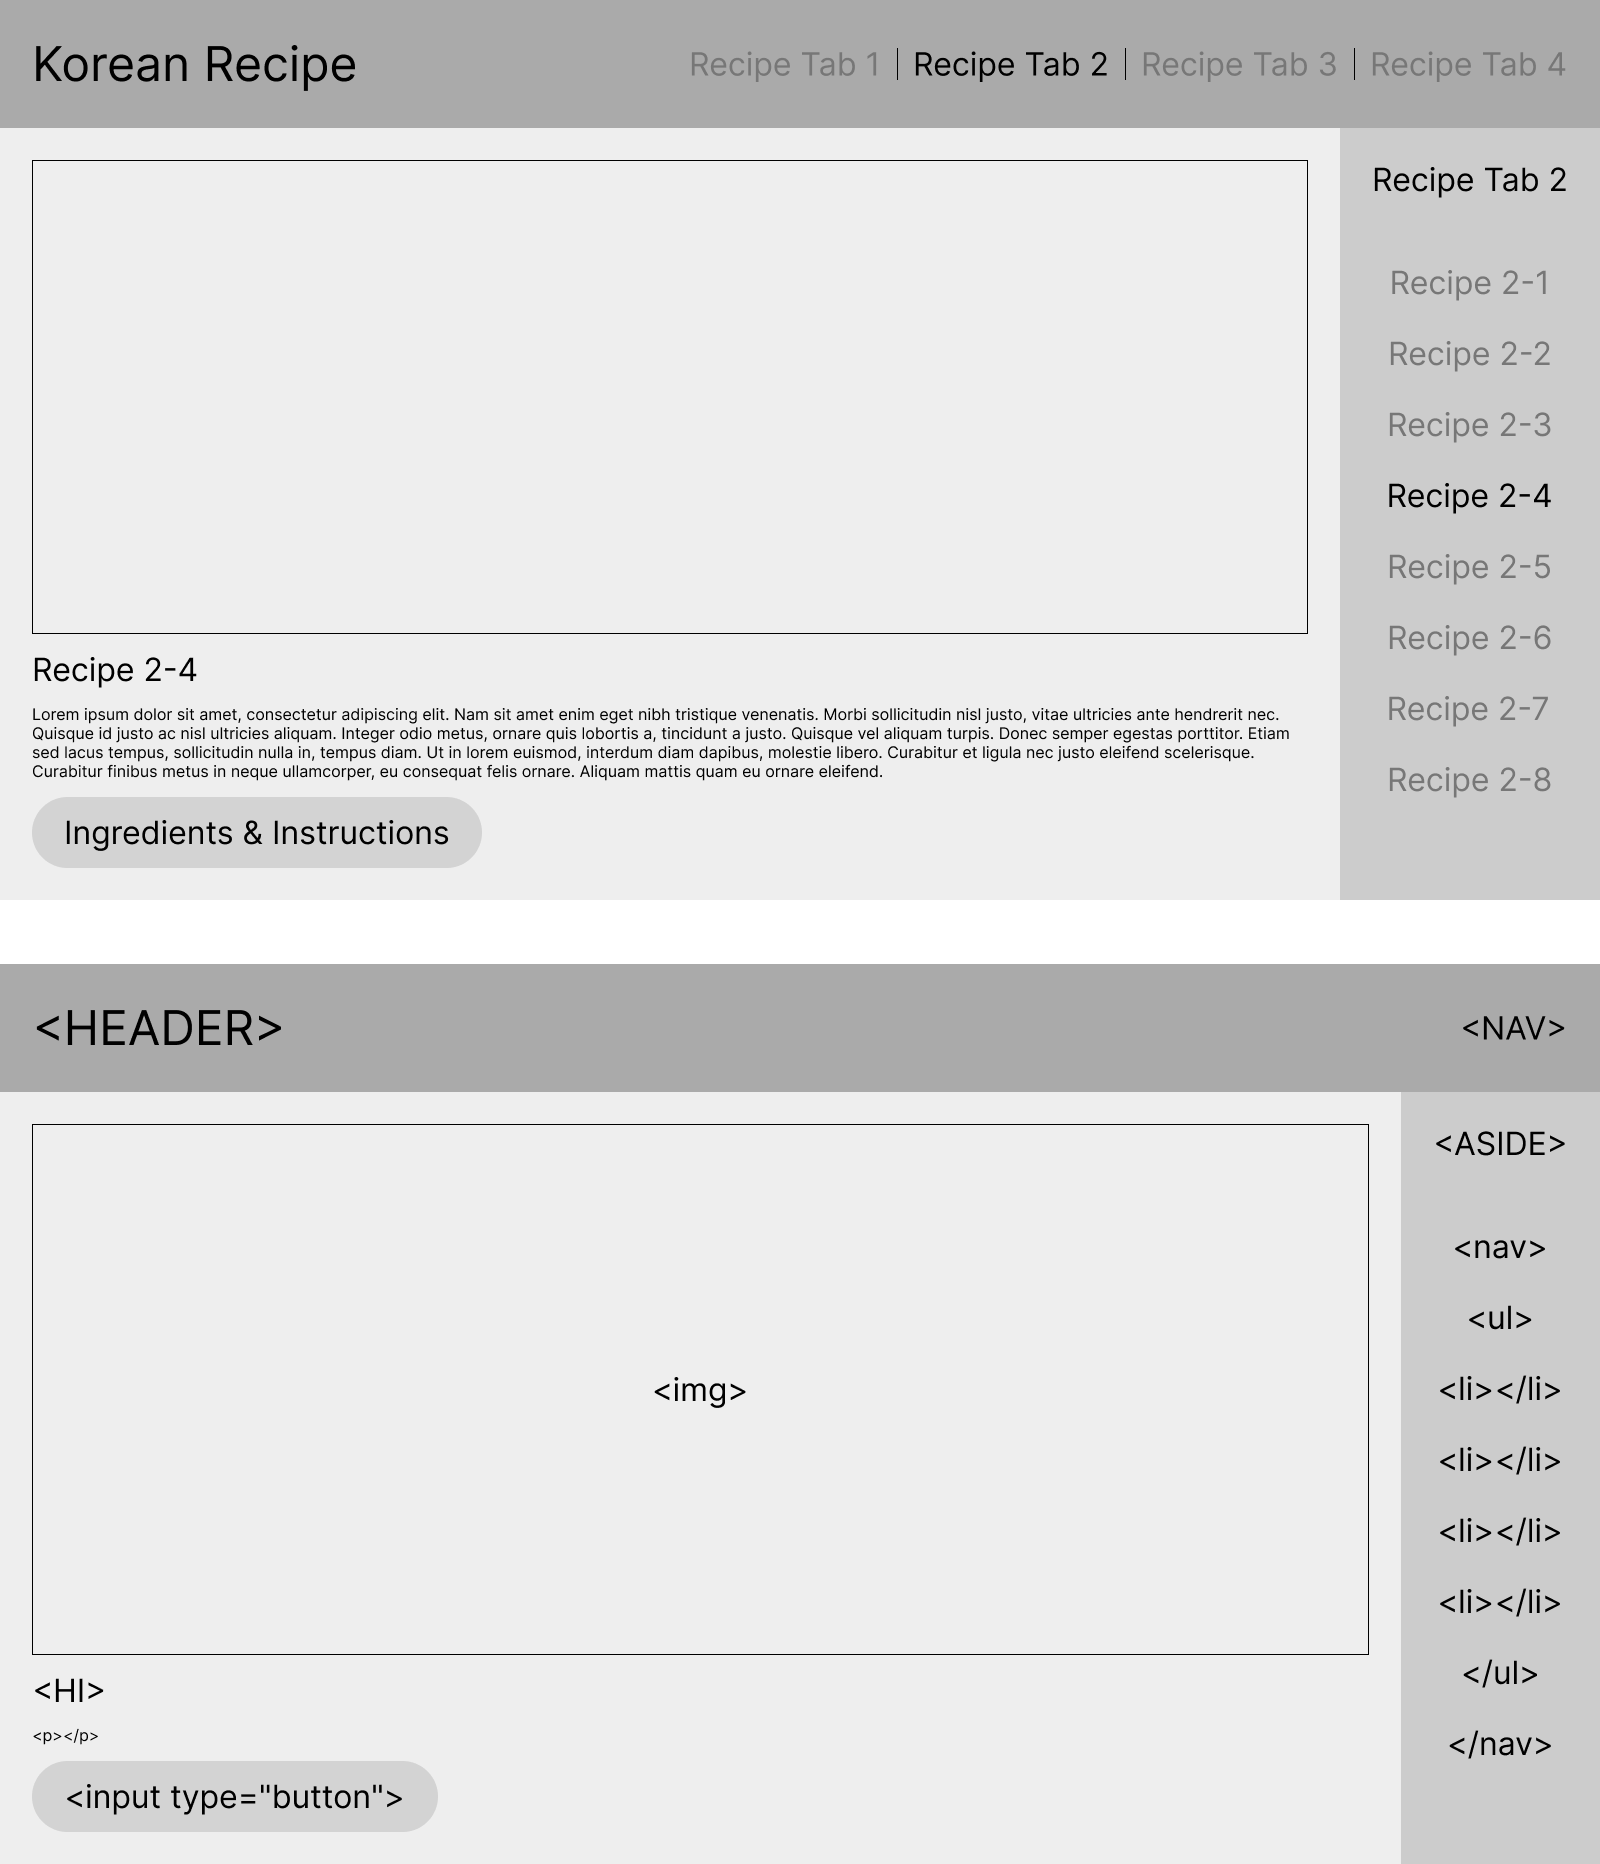 Korean Recipe
Recipe Tab 1 | Recipe Tab 2 | Recipe Tab 3 | Recipe Tab 4
Recipe Tab 2
Recipe 2-1
Recipe 2-2
Recipe 2-3
Recipe 2-4
Recipe 2-5
Recipe 2-6
Recipe 2-7
Recipe 2-8
Recipe 2-4
Lorem ipsum dolor sit amet, consectetur adipiscing elit. Nam sit amet enim eget nibh tristique venenatis. Morbi sollicitudin nisl justo, vitae ultricies ante hendrerit nec.
Quisque id justo ac nisl ultricies aliquam. Integer odio metus, ornare quis lobortis a, tincidunt a justo. Quisque vel aliquam turpis. Donec semper egestas porttitor. Etiam
sed lacus tempus, sollicitudin nulla in, tempus diam. Ut in lorem euismod, interdum diam dapibus, molestie libero. Curabitur et ligula nec justo eleifend scelerisque.
Curabitur finibus metus in neque ullamcorper, eu consequat felis ornare. Aliquam mattis quam eu ornare eleifend.
Ingredients & Instructions
<HEADER>
<NAV>
<ASIDE>
<nav>
<ul>
<li></li>
<li></li>
<li></li>
<li></li>
</ul>
</nav>
<img>
<HI>
<p></p>
<input type="button">